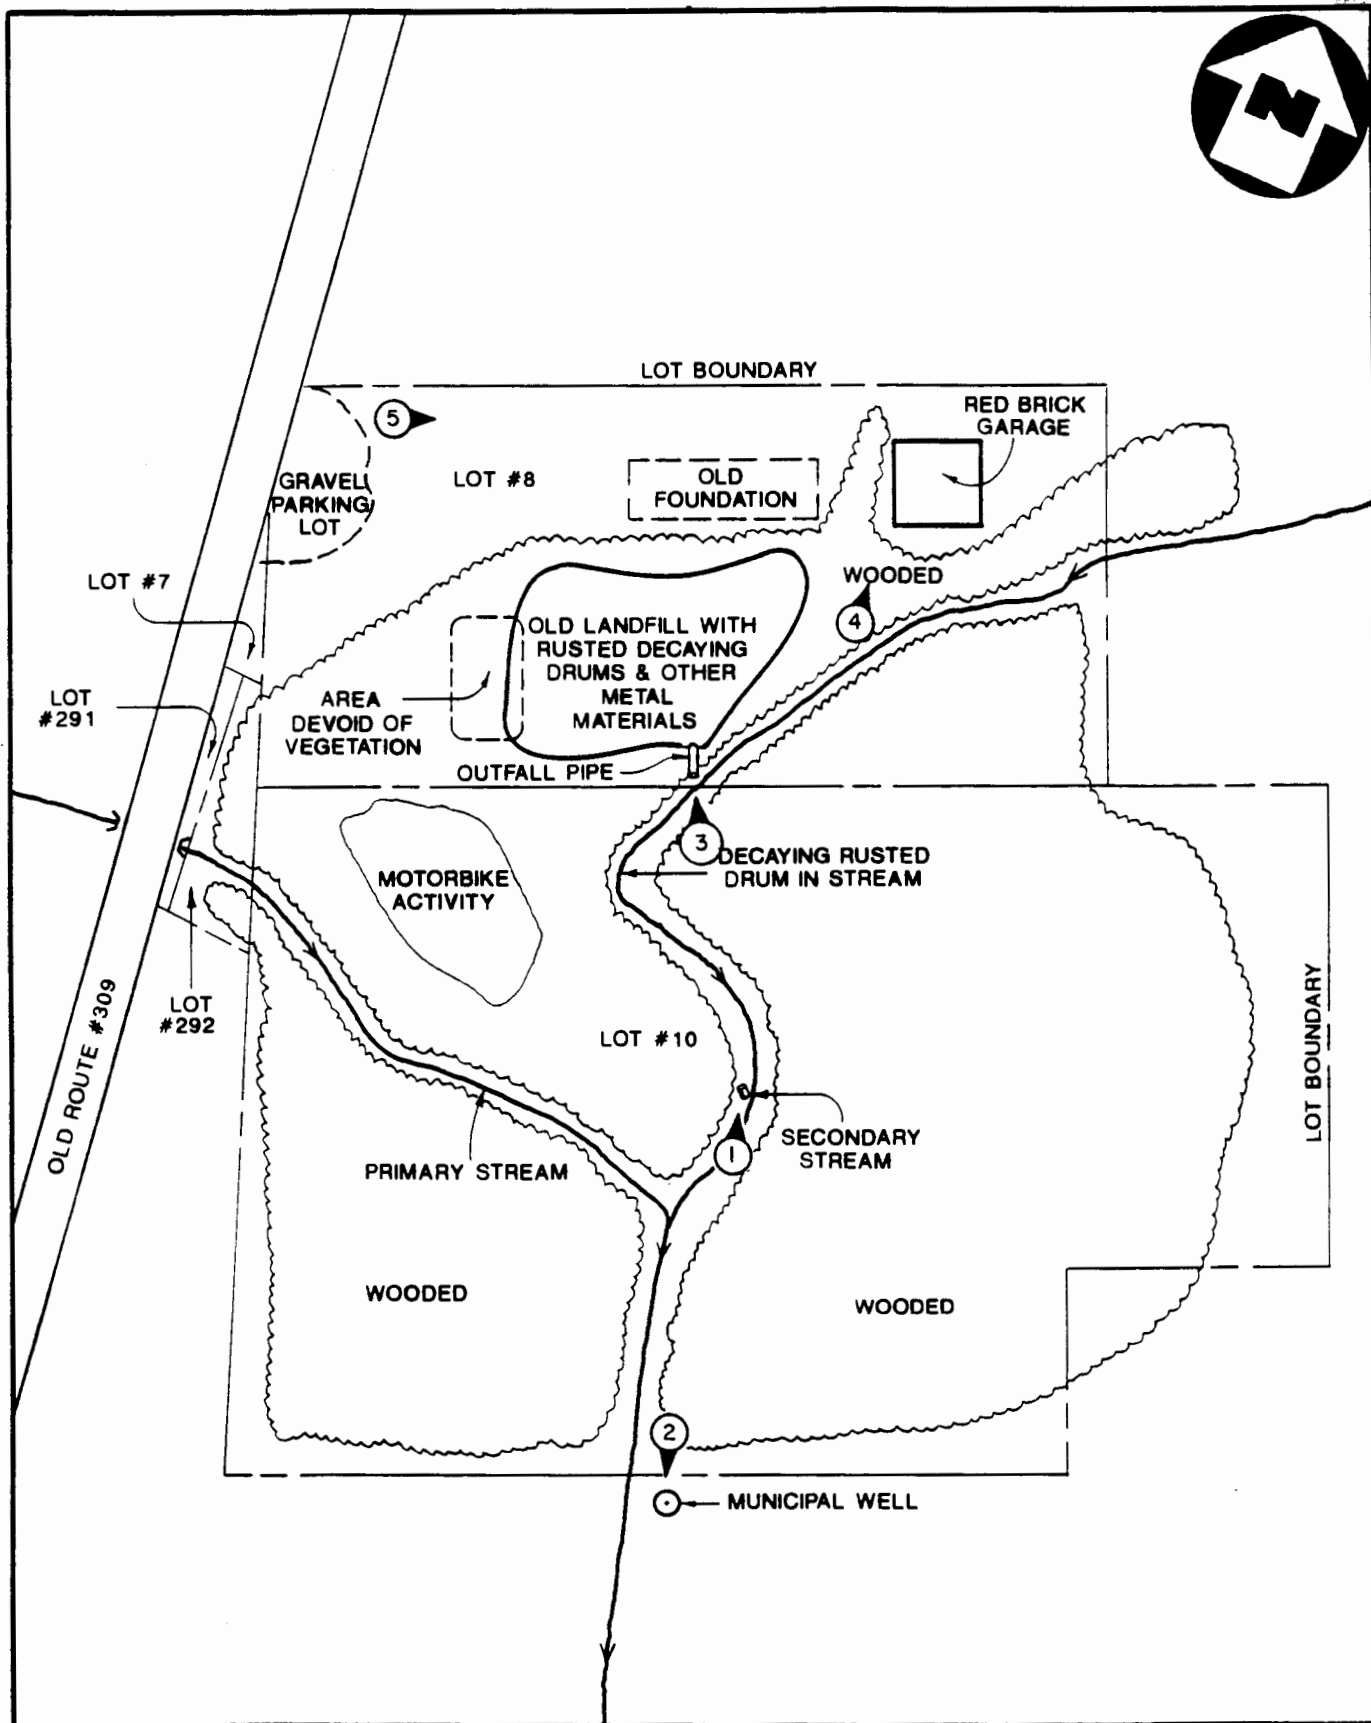 N
LOT BOUNDARY
5
RED BRICK
GARAGE
LOT #8
OLD
FOUNDATION
GRAVEL
PARKING
LOT
LOT #7
WOODED
4
OLD LANDFILL WITH
RUSTED DECAYING
DRUMS & OTHER
METAL
MATERIALS
LOT
#291
AREA
DEVOID OF
VEGETATION
OUTFALL PIPE
3
DECAYING RUSTED
DRUM IN STREAM
MOTORBIKE
ACTIVITY
LOT
#292
OLD ROUTE #309
LOT #10
LOT BOUNDARY
1
SECONDARY
STREAM
PRIMARY STREAM
WOODED
WOODED
2
MUNICIPAL WELL